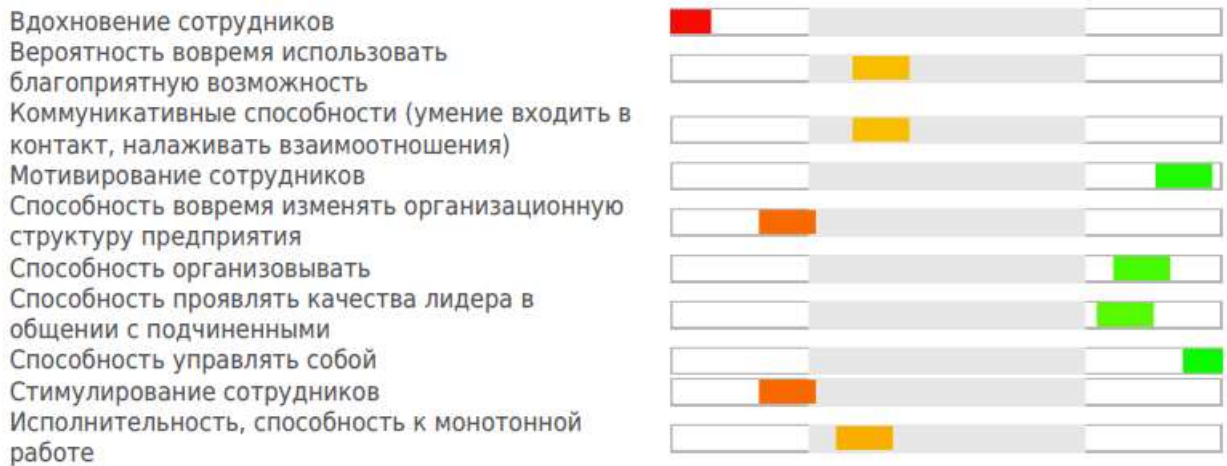 Вдохновение сотрудников
Вероятность вовремя использовать
благоприятную возможность
Коммуникативные способности (умение входить в
контакт, налаживать взаимоотношения)
Мотивирование сотрудников
Способность вовремя изменять организационную
структуру предприятия
Способность организовывать
Способность проявлять качества лидера в
общении с подчиненными
Способность управлять собой
Стимулирование сотрудников
Исполнительность, способность к монотонной
работе